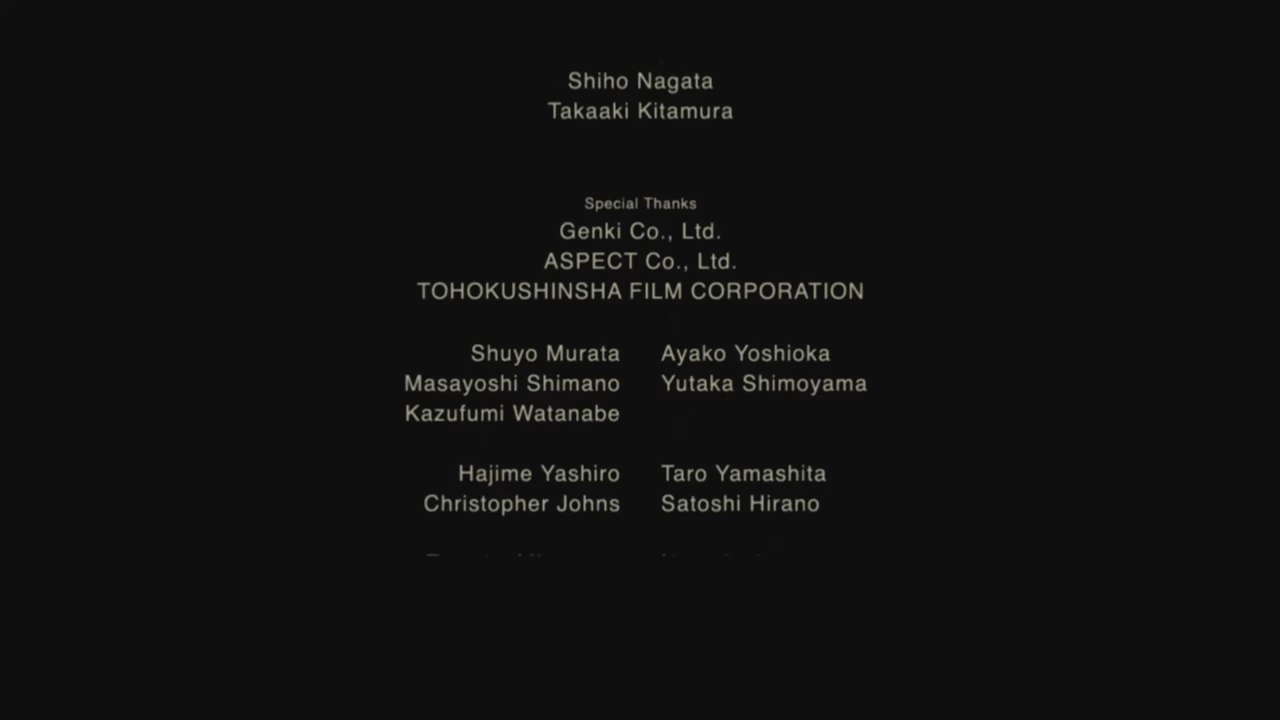 Shiho Nagata
Takaaki Kitamura
Special Thanks
Genki Co., Ltd.
ASPECT Co., Ltd.
TOHOKUSHINSHA FILM CORPORATION
Shuyo Murata Ayako Yoshioka
Masayoshi Shimano Yutaka Shimoyama
Kazufumi Watanabe
Hajime Yashiro Taro Yamashita
Christopher Johns Satoshi Hirano